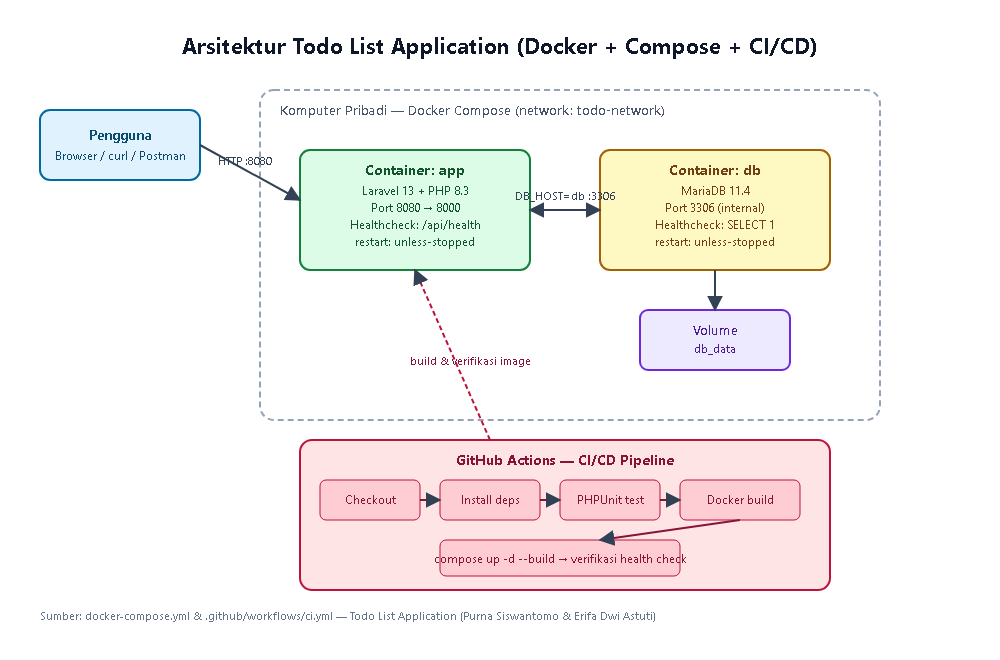 Arsitektur Todo List Application (Docker + Compose + CI/CD)
Komputer Pribadi — Docker Compose (network: todo-network)
Pengguna
Browser / curl / Postman
HTTP :8080
Container: app
Laravel 13 + PHP 8.3
Port 8080 → 8000
Healthcheck: /api/health
restart: unless-stopped
DB_HOST=db :3306
Container: db
MariaDB 11.4
Port 3306 (internal)
Healthcheck: SELECT 1
restart: unless-stopped
Volume
db_data
build & verifikasi image
GitHub Actions — CI/CD Pipeline
Checkout
Install deps
PHPUnit test
Docker build
compose up -d --build → verifikasi health check
Sumber: docker-compose.yml & .github/workflows/ci.yml — Todo List Application (Purna Siswantomo & Erifa Dwi Astuti)